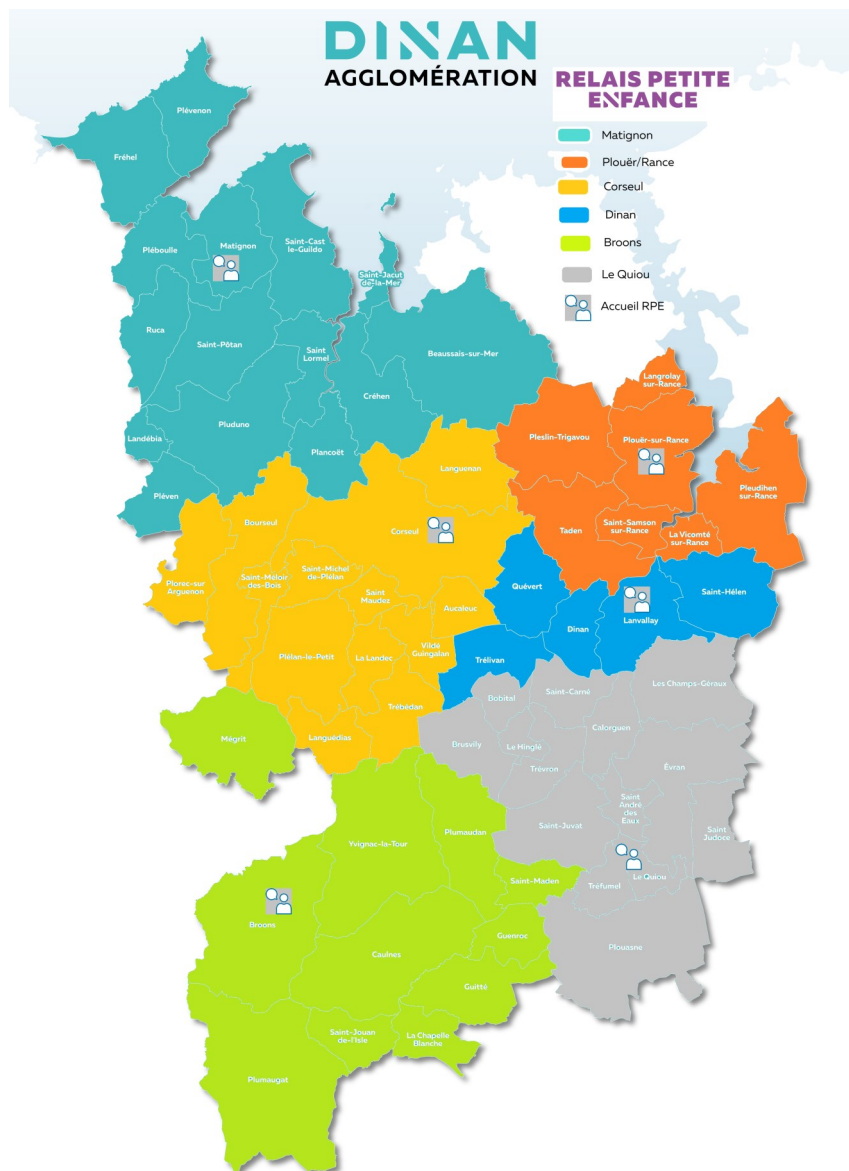 DINAN
AGGLOMÉRATION
RELAIS PETITE
ENFANCE
Matignon
Plouër/Rance
Corseul
Dinan
Broons
Le Quiou
Accueil RPE
Plévenon
Fréhel
Pléboulle
Matignon
Saint-Cast
le-Guildo
Saint-Jacut
de-la-Mer
Ruca
Saint-Pôtan
Saint
Lormel
Beaussais-sur-Mer
Créhen
Pluduno
Landébia
Plancoët
Pléven
Langrolay
sur-Rance
Pleslin-Trigavou
Plouër-sur-Rance
Pleudihen
sur-Rance
Taden
Saint-Samson
sur-Rance
La Vicomté
sur-Rance
Languenan
Bourseul
Corseul
Plorec-sur
Arguenon
Saint-Méloir
des-Bois
Saint-Michel
de-Plélan
Saint
Maudez
Aucaleuc
Plélan-le-Petit
La Landec
Vildé
Guingalan
Trébédan
Languédias
Quévert
Dinan
Lanvallay
Saint-Hélen
Trélivan
Bobital
Saint-Carné
Les Champs-Géraux
Calorguen
Brusvily
Le Hinglé
Trévron
Évran
Saint
André
des
Eaux
Saint-Juvat
Saint
Judoce
Tréfumel
Le Quiou
Plouasne
Mégrit
Yvignac-la-Tour
Plumaudan
Saint-Maden
Broons
Guenroc
Caulnes
Guitté
Saint-Jouan
de-l'Isle
La Chapelle
Blanche
Plumaugat